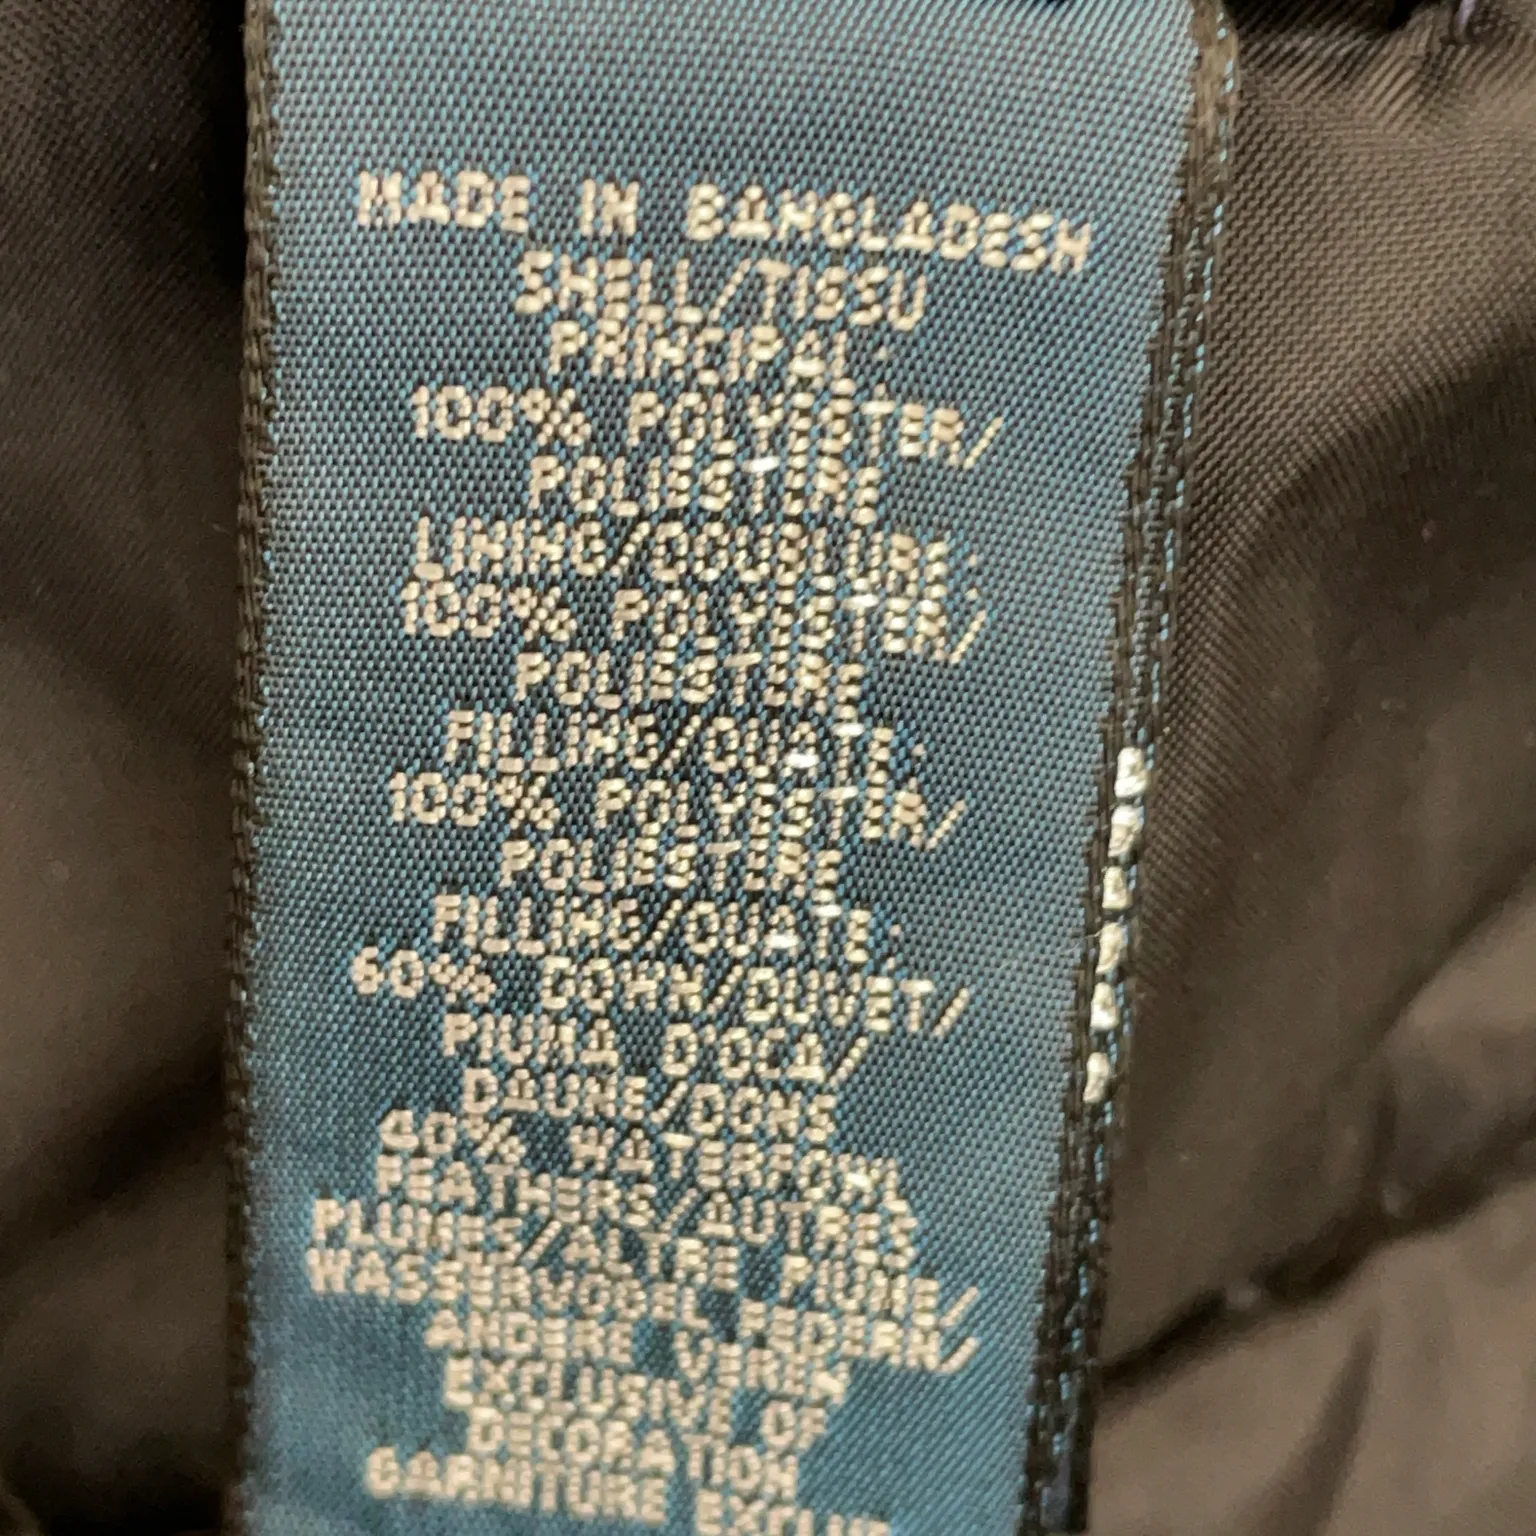 MADE IN BANGLADESH
SHELL/TISSU
PRINCIPAL:
100% POLYESTER/
POLIESTERE
LINING/DOUBLURE:
100% POLYESTER/
POLIESTERE
FILLING/OUATE:
100% POLYESTER/
POLIESTERE
FILLING/OUATE:
60% DOWN/DUVET/
PIUMA D'OCA/
DAUNE/DONS
40% WATERFOWL
FEATHERS/AUTRES
PLUMES/ALTRE PIUME/
WASSERVOGEL FEDERN/
ANDERE VEREN
EXCLUSIVE OF
DECORATION
GARNITURE EXCLUE